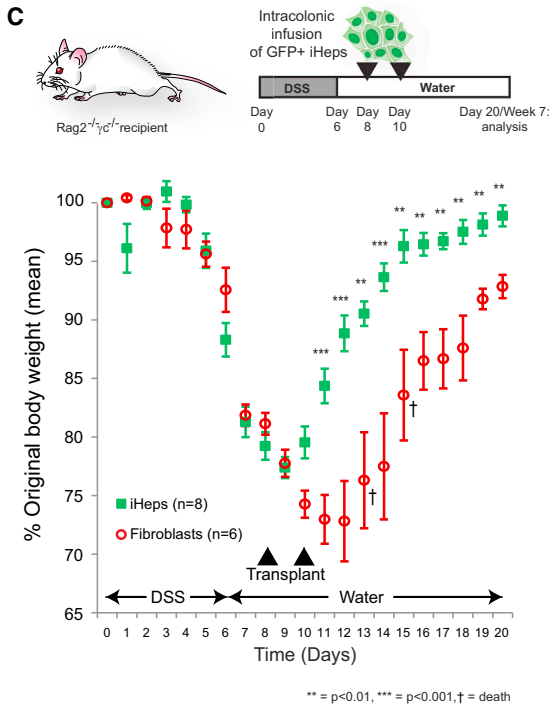 C
Intracolonic
infusion
of GFP+ iHeps
Rag2-/-γc-/-recipient
DSS
Water
Day
0
Day
6
Day
8
Day
10
Day 20/Week 7:
analysis
% Original body weight (mean)
100
95
90
85
80
75
70
65
***
***
**
***
**
**
**
**
**
**
†
†
iHeps (n=8)
Fibroblasts (n=6)
Transplant
DSS
Water
0 1 2 3 4 5 6 7 8 9 10 11 12 13 14 15 16 17 18 19 20
Time (Days)
** = p<0.01, *** = p<0.001, † = death